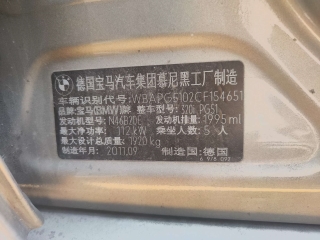 德国宝马汽车集团慕尼黑工厂制造
车辆识别代号:WBAPG5102CF154651
品牌:宝马(BMW)牌 整车型号:320i PG51
发动机型号:N46B20E 发动机排量:1995ml
最大净功率:112kW 乘坐人数:5人
最大设计总质量:1920kg
制造年月:2011.09 制造国:德国